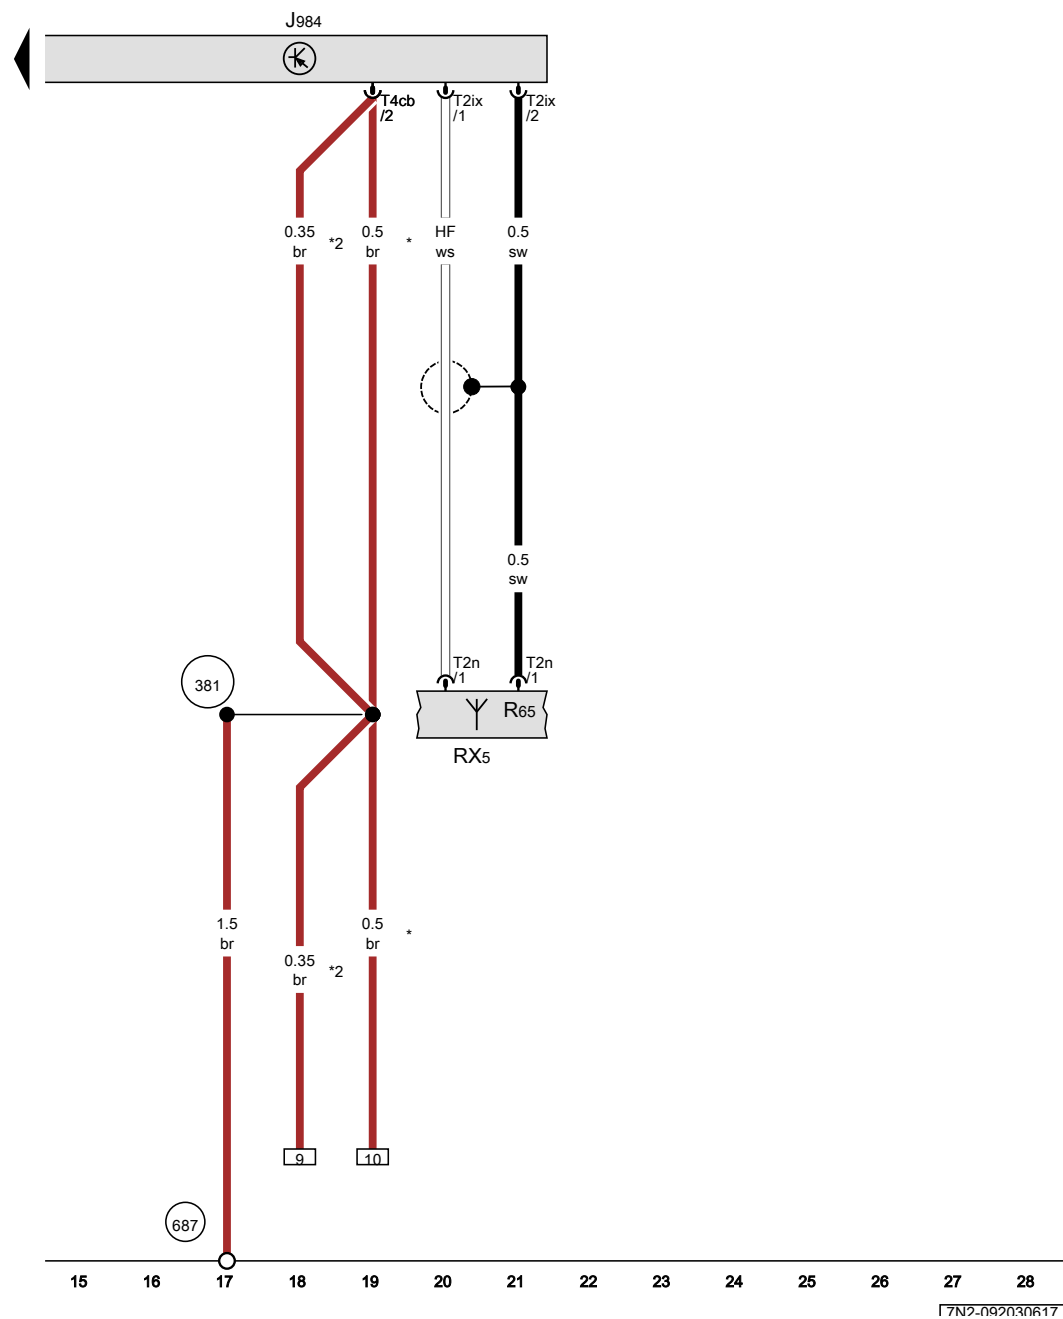 J984
T4cb
/2
T2ix
/1
T2ix
/2
0.35
br
*2
0.5
br
*
HF
ws
0.5
sw
0.5
sw
T2n
/1
T2n
/1
381
R65
RX5
1.5
br
0.35
br
*2
0.5
br
*
9
10
687
15 16 17 18 19 20 21 22 23 24 25 26 27 28
7N2-092030617